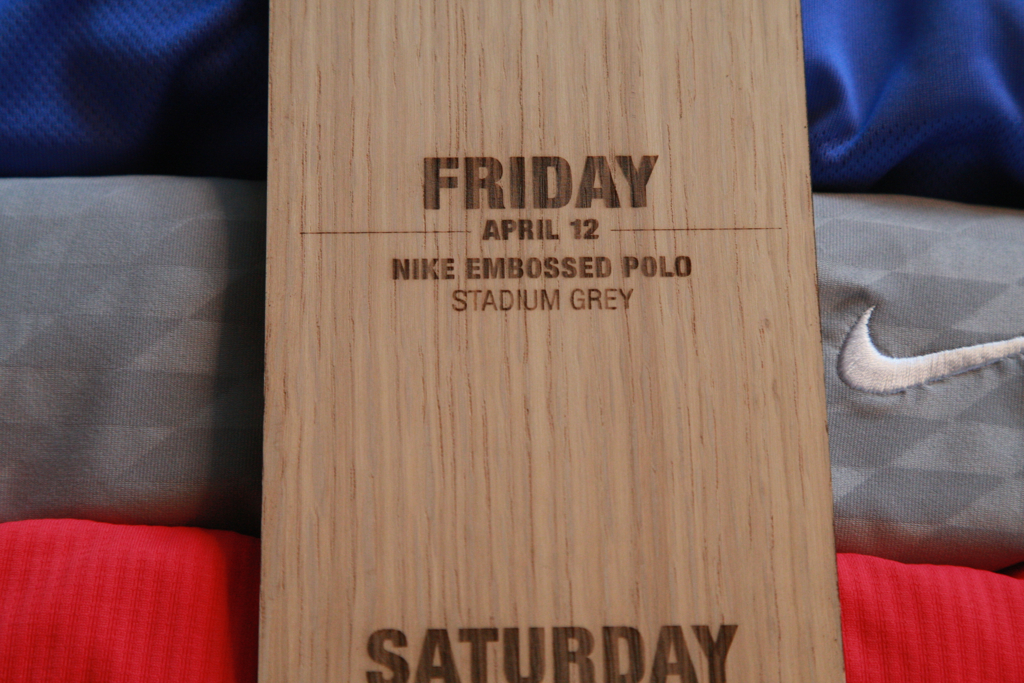 FRIDAY
APRIL 12
NIKE EMBOSSED POLO
STADIUM GREY
SATURDAY